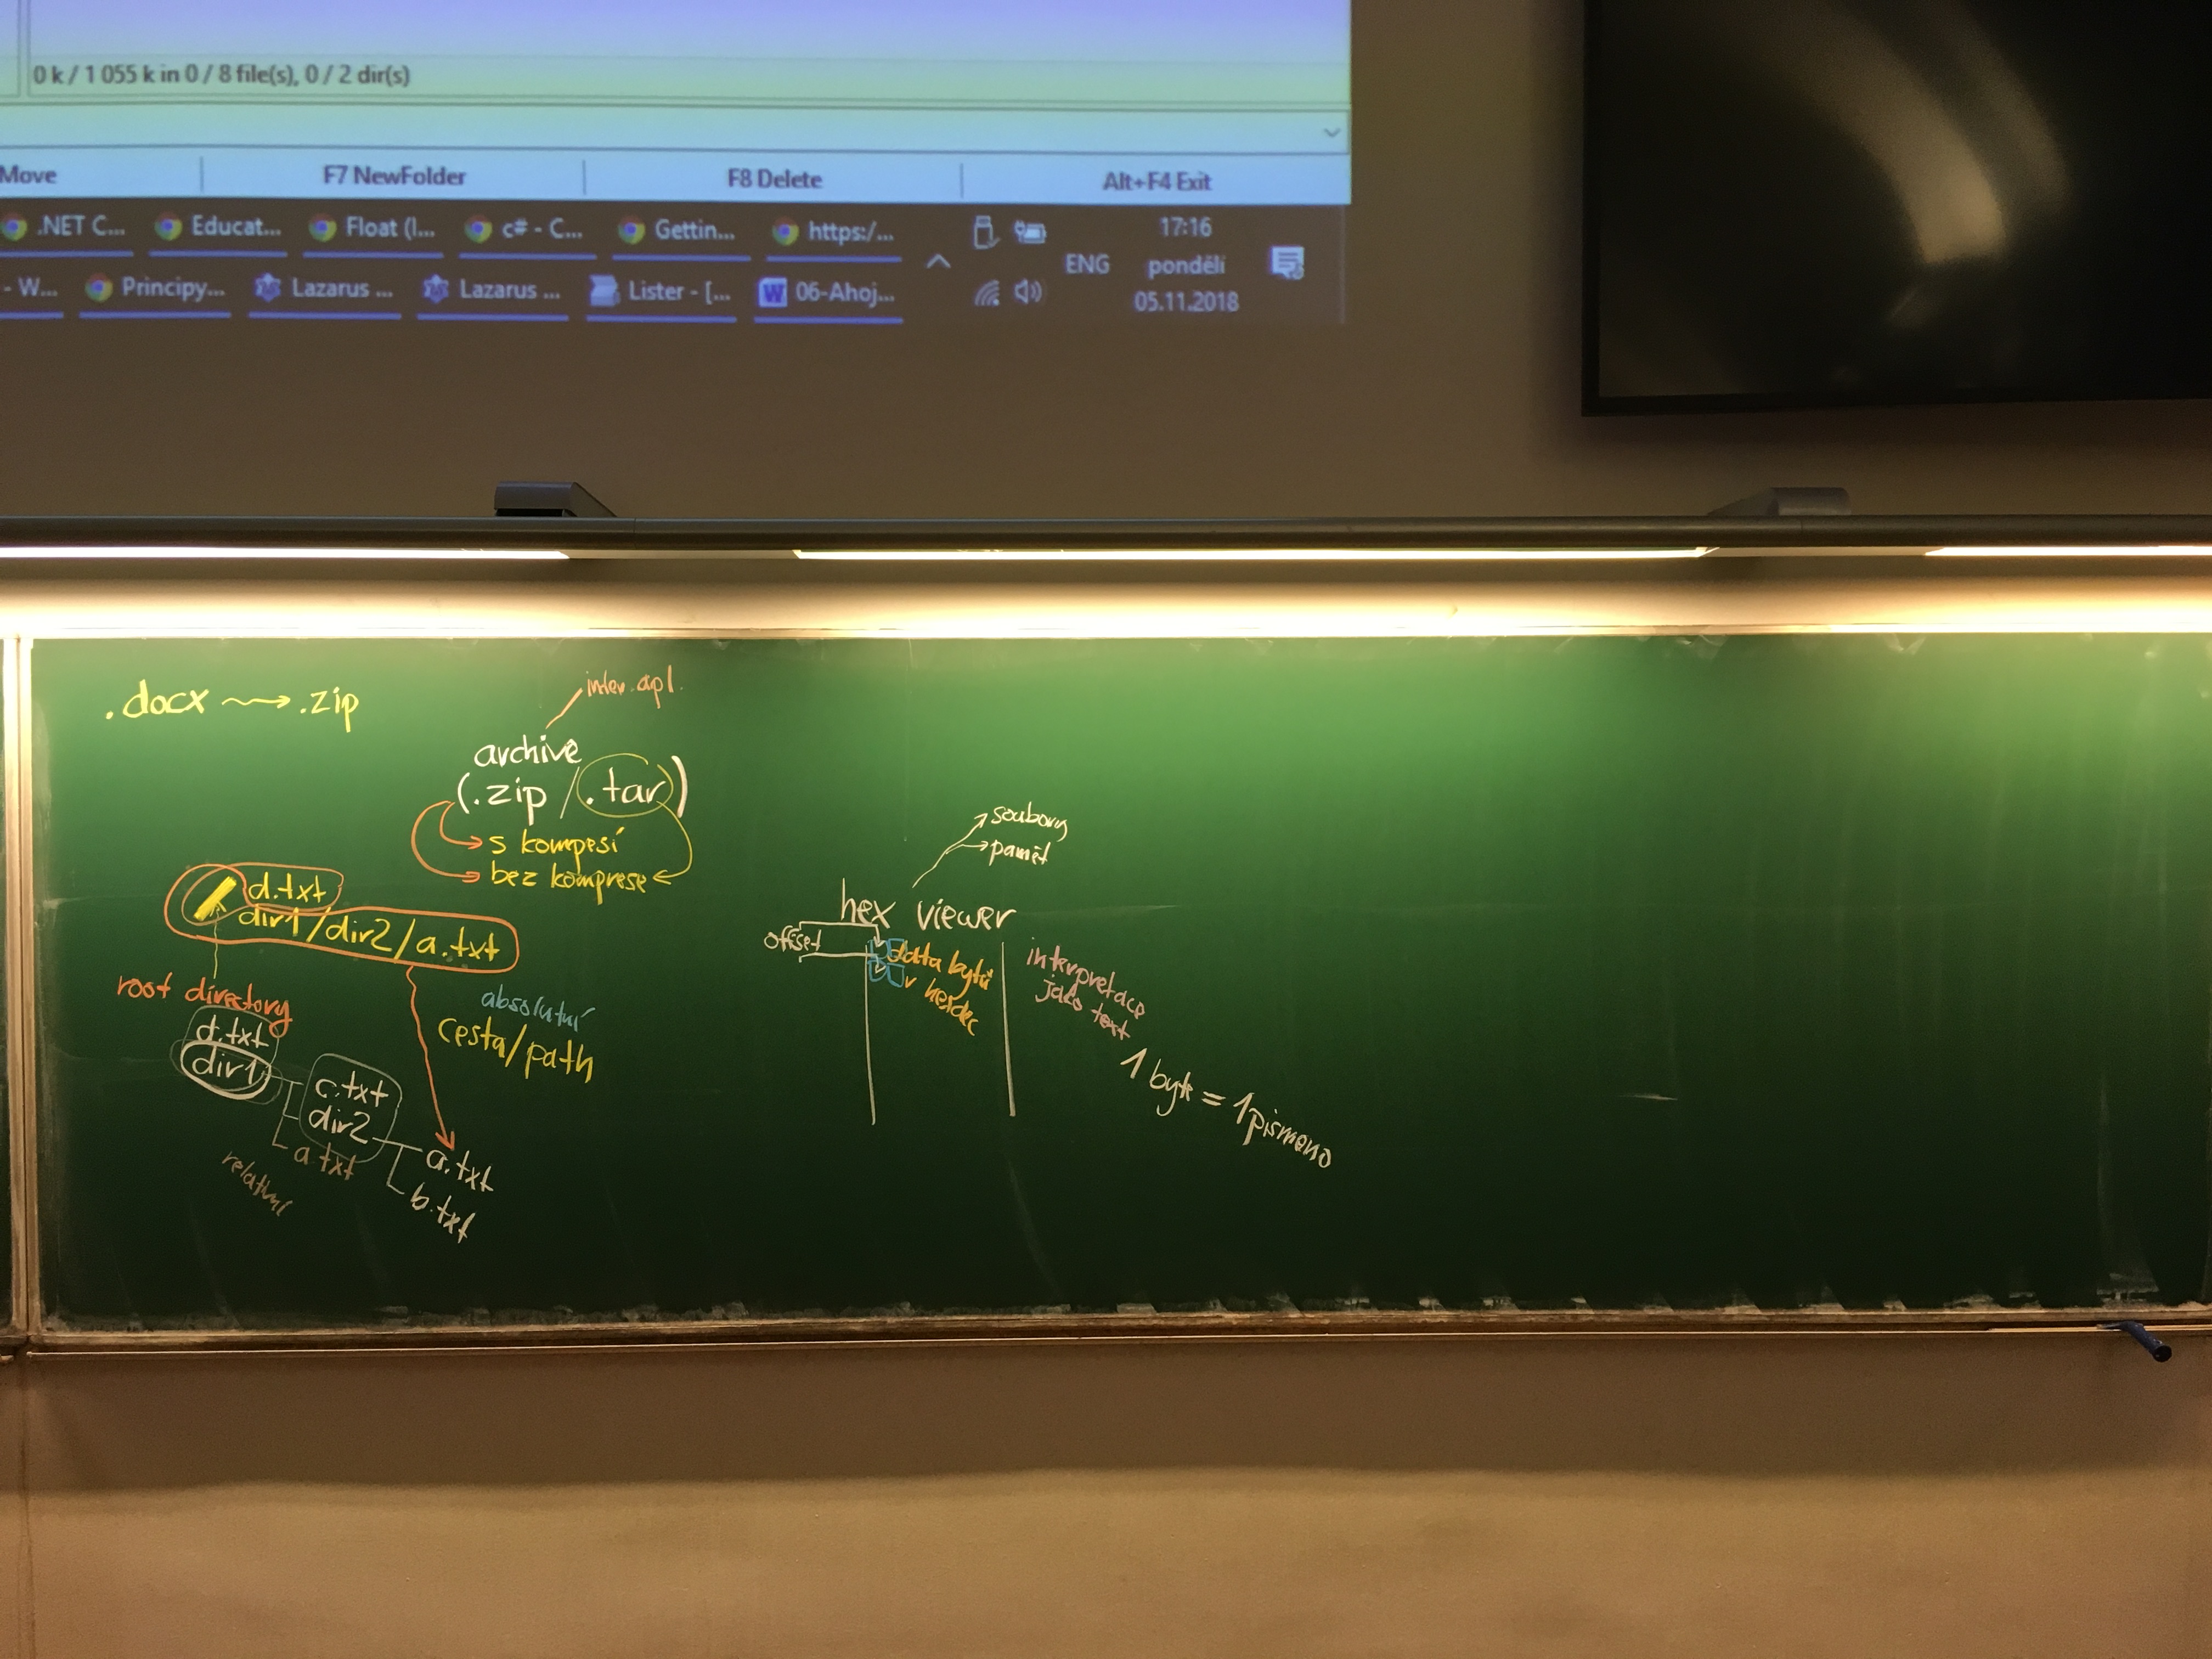 0 k / 1 055 k in 0 / 8 file(s), 0 / 2 dir(s)
Move F7 NewFolder F8 Delete Alt+F4 Exit
.NET C... Educat... Float (I... c# - C... Gettin... https:/...
- W... Principy... Lazarus ... Lazarus ... Lister - [... 06-Ahoj...
ENG
17:16
pondělí
05.11.2018
.docx → .zip
inter. apl.
archive
(.zip / .tar)
s kompesí
bez komprese
/ d.txt
dir1/dir2/a.txt
root directory
absolutní
cesta/path
d.txt
dir1
c.txt
dir2
a.txt
relativní
a.txt
b.txt
soubory
paměť
hex viewer
offset
data bytů
v hexdec
interpretace
jako text
1 byte = 1 písmeno